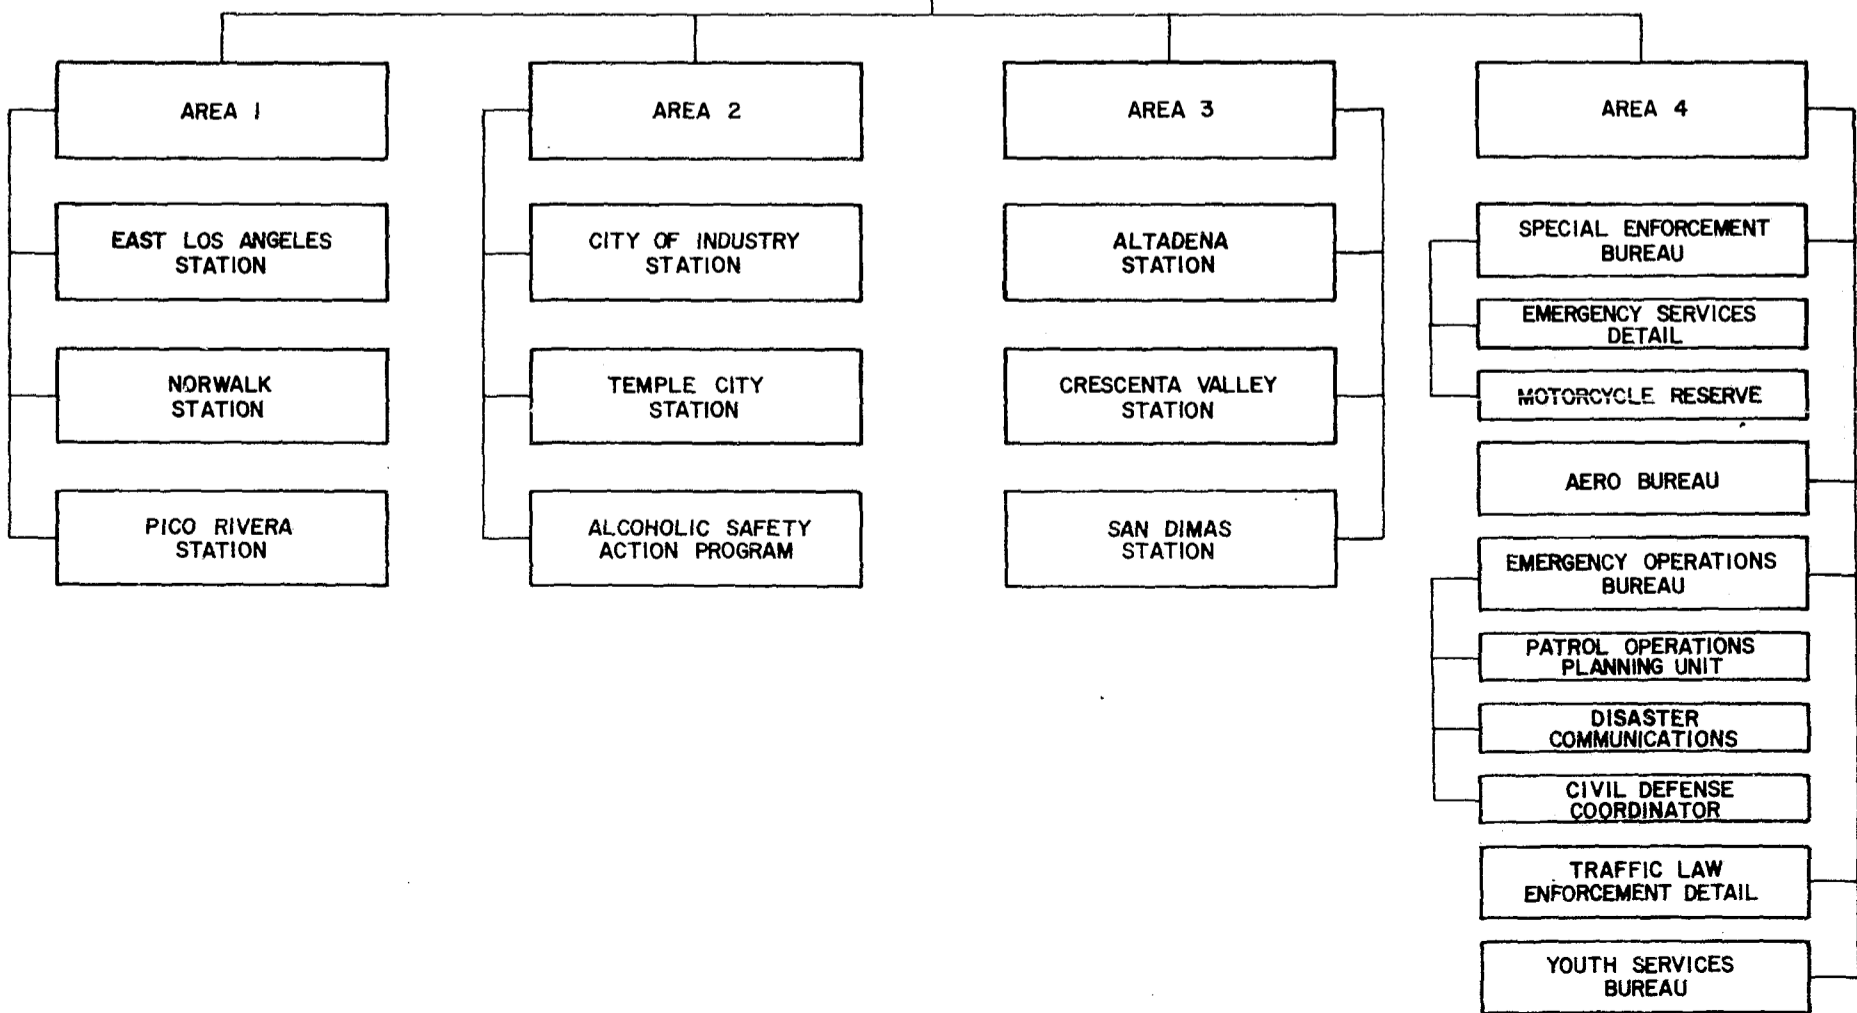 AREA 1
EAST LOS ANGELES
STATION
NORWALK
STATION
PICO RIVERA
STATION
AREA 2
CITY OF INDUSTRY
STATION
TEMPLE CITY
STATION
ALCOHOLIC SAFETY
ACTION PROGRAM
AREA 3
ALTADENA
STATION
CRESCENTA VALLEY
STATION
SAN DIMAS
STATION
AREA 4
SPECIAL ENFORCEMENT
BUREAU
EMERGENCY SERVICES
DETAIL
MOTORCYCLE RESERVE
AERO BUREAU
EMERGENCY OPERATIONS
BUREAU
PATROL OPERATIONS
PLANNING UNIT
DISASTER
COMMUNICATIONS
CIVIL DEFENSE
COORDINATOR
TRAFFIC LAW
ENFORCEMENT DETAIL
YOUTH SERVICES
BUREAU